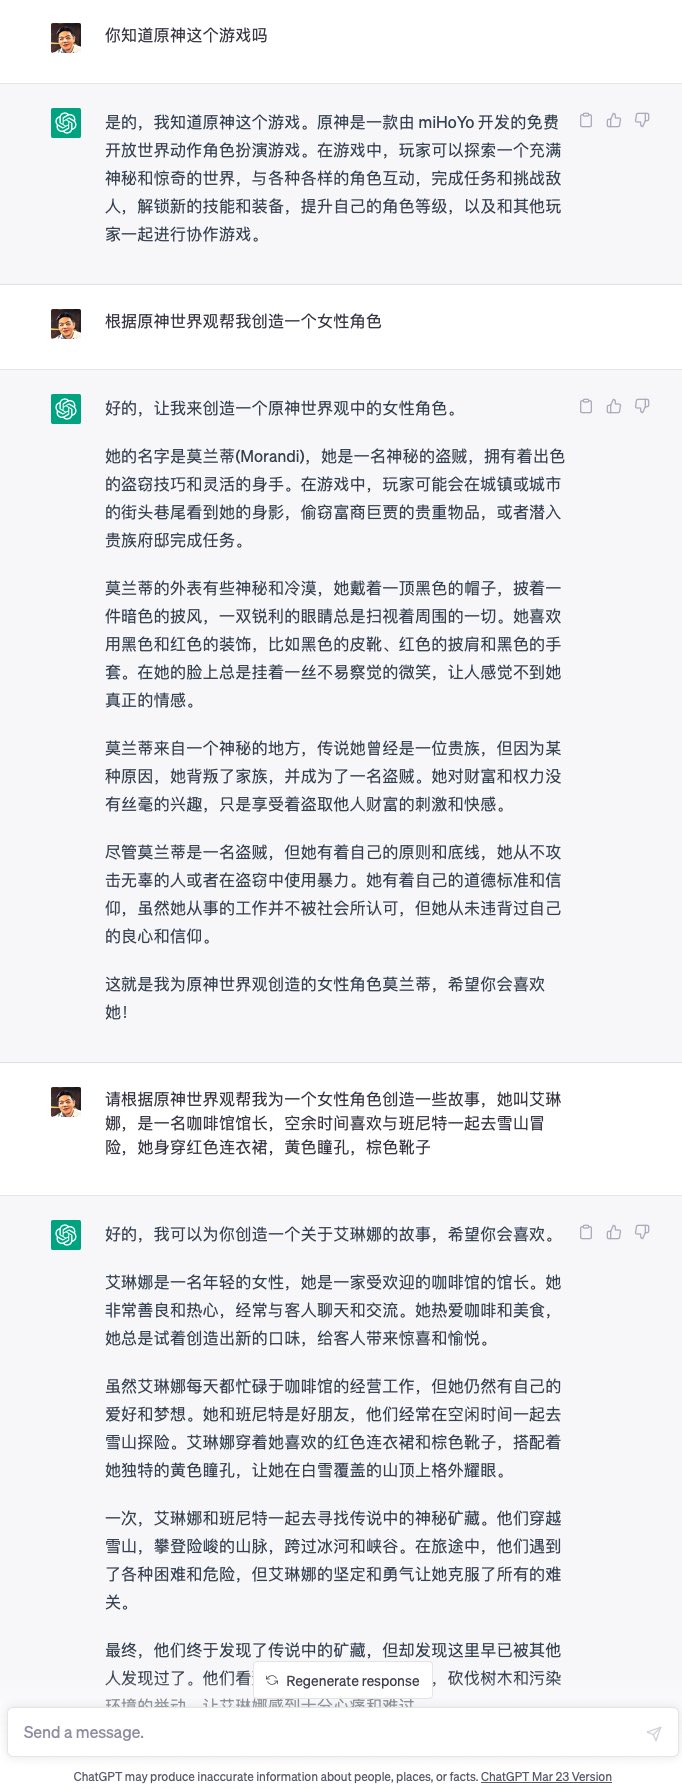 你知道原神这个游戏吗
是的，我知道原神这个游戏。原神是一款由 miHoYo 开发的免费
开放世界动作角色扮演游戏。在游戏中，玩家可以探索一个充满
神秘和惊奇的世界，与各种各样的角色互动，完成任务和挑战敌
人，解锁新的技能和装备，提升自己的角色等级，以及和其他玩
家一起进行协作游戏。
根据原神世界观帮我创造一个女性角色
好的，让我来创造一个原神世界观中的女性角色。
她的名字是莫兰蒂(Morandi)，她是一名神秘的盗贼，拥有着出色
的盗窃技巧和灵活的身手。在游戏中，玩家可能会在城镇或城市
的街头巷尾看到她的身影，偷窃富商巨贾的贵重物品，或者潜入
贵族府邸完成任务。
莫兰蒂的外表有些神秘和冷漠，她戴着一顶黑色的帽子，披着一
件暗色的披风，一双锐利的眼睛总是扫视着周围的一切。她喜欢
用黑色和红色的装饰，比如黑色的皮靴、红色的披肩和黑色的手
套。在她的脸上总是挂着一丝不易察觉的微笑，让人感觉不到她
真正的情感。
莫兰蒂来自一个神秘的地方，传说她曾经是一位贵族，但因为某
种原因，她背叛了家族，并成为了一名盗贼。她对财富和权力没
有丝毫的兴趣，只是享受着盗取他人财富的刺激和快感。
尽管莫兰蒂是一名盗贼，但她有着自己的原则和底线，她从不攻
击无辜的人或者在盗窃中使用暴力。她有着自己的道德标准和信
仰，虽然她从事的工作并不被社会所认可，但她从未违背过自己
的良心和信仰。
这就是我为原神世界观创造的女性角色莫兰蒂，希望你会喜欢
她！
请根据原神世界观帮我为一个女性角色创造一些故事，她叫艾琳
娜，是一名咖啡馆馆长，空余时间喜欢与班尼特一起去雪山冒
险，她身穿红色连衣裙，黄色瞳孔，棕色靴子
好的，我可以为你创造一个关于艾琳娜的故事，希望你会喜欢。
艾琳娜是一名年轻的女性，她是一家受欢迎的咖啡馆的馆长。她
非常善良和热心，经常与客人聊天和交流。她热爱咖啡和美食，
她总是试着创造出新的口味，给客人带来惊喜和愉悦。
虽然艾琳娜每天都忙碌于咖啡馆的经营工作，但她仍然有自己的
爱好和梦想。她和班尼特是好朋友，他们经常在空闲时间一起去
雪山探险。艾琳娜穿着她喜欢的红色连衣裙和棕色靴子，搭配着
她独特的黄色瞳孔，让她在白雪覆盖的山顶上格外耀眼。
一次，艾琳娜和班尼特一起去寻找传说中的神秘矿藏。他们穿越
雪山，攀登险峻的山脉，跨过冰河和峡谷。在旅途中，他们遇到
了各种困难和危险，但艾琳娜的坚定和勇气让她克服了所有的难
关。
最终，他们终于发现了传说中的矿藏，但却发现这里早已被其他
人发现过了。他们看 ，砍伐树木和污染
Regenerate response
环境的举动，让艾琳娜感到十分心痛和难过
Send a message.
ChatGPT may produce inaccurate information about people, places, or facts. ChatGPT Mar 23 Version